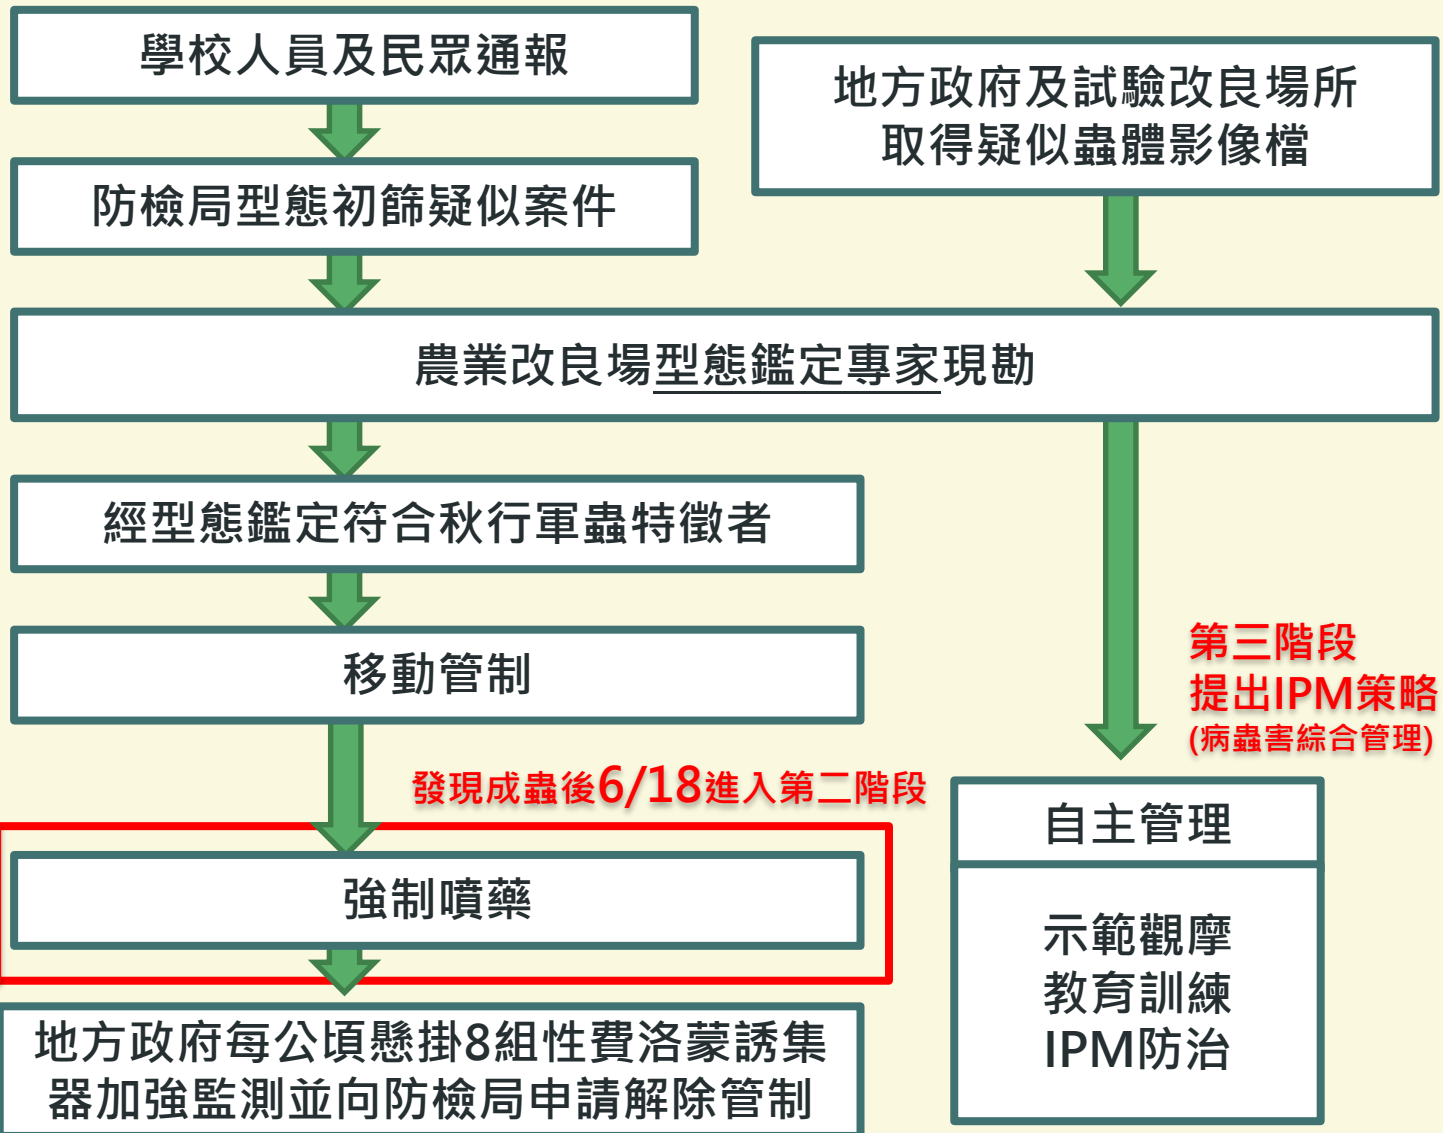 學校人員及民眾通報
地方政府及試驗改良場所
取得疑似蟲體影像檔
防檢局型態初篩疑似案件
農業改良場型態鑑定專家現勘
經型態鑑定符合秋行軍蟲特徵者
移動管制
第三階段
提出IPM策略
(病蟲害綜合管理)
發現成蟲後6/18進入第二階段
強制噴藥
地方政府每公頃懸掛8組性費洛蒙誘集
器加強監測並向防檢局申請解除管制
自主管理
示範觀摩
教育訓練
IPM防治